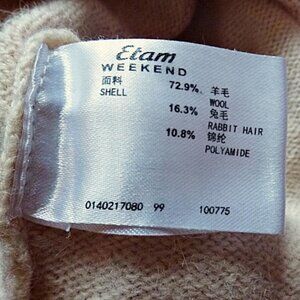 Etam
WEEKEND
面料 72.9% 羊毛
SHELL WOOL
16.3% 兔毛
RABBIT HAIR
10.8% 锦纶
POLYAMIDE
0140217080 99 100775